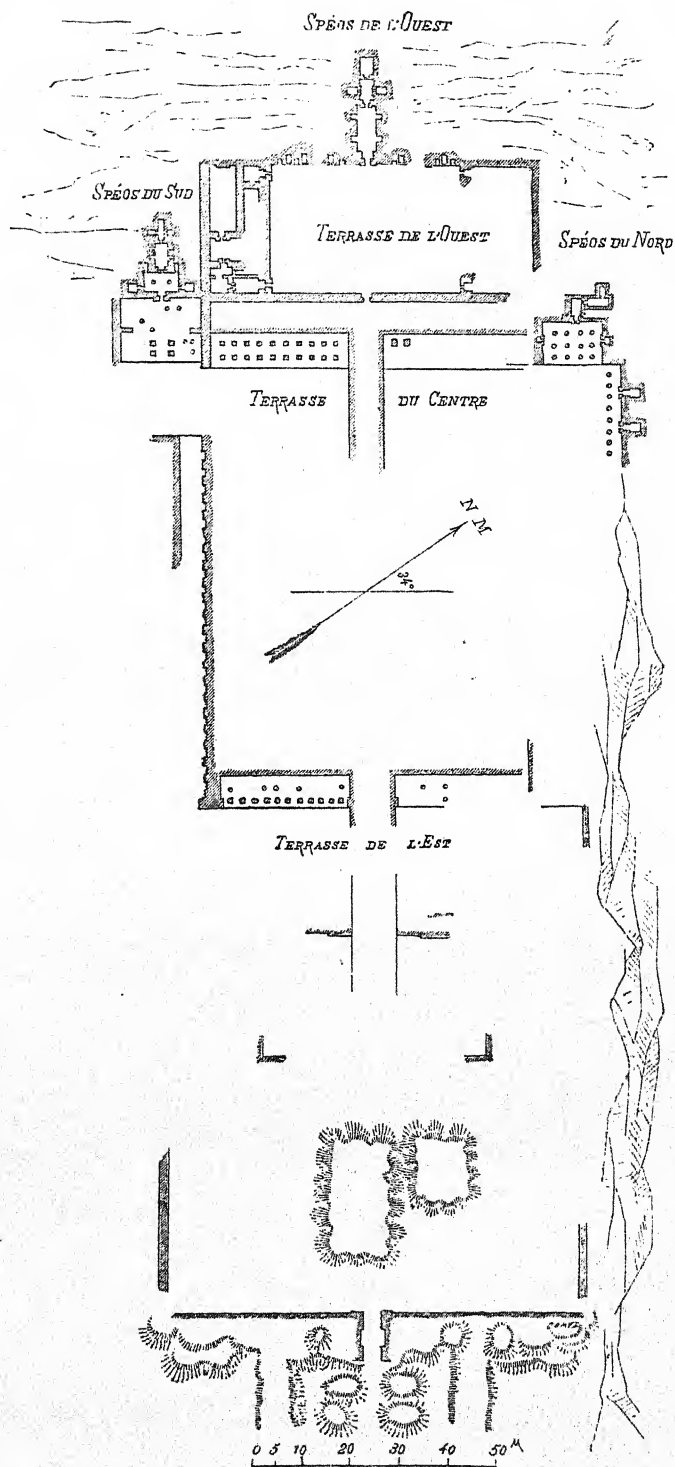 SPÉOS DE L'OUEST
SPÉOS DU SUD
TERRASSE DE L'OUEST
SPÉOS DU NORD
TERRASSE DU CENTRE
N M
34°
TERRASSE DE L'EST
0 5 10 20 30 40 50 M